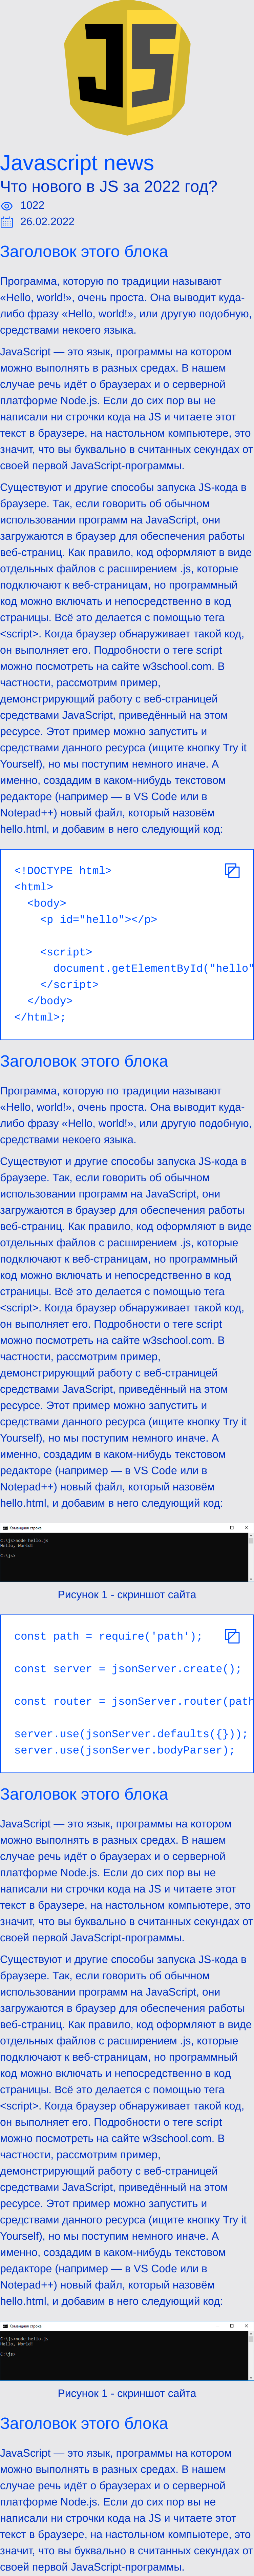 JS
Javascript news
Что нового в JS за 2022 год?
1022
26.02.2022
Заголовок этого блока
Программа, которую по традиции называют
«Hello, world!», очень проста. Она выводит куда-
либо фразу «Hello, world!», или другую подобную,
средствами некоего языка.
JavaScript — это язык, программы на котором
можно выполнять в разных средах. В нашем
случае речь идёт о браузерах и о серверной
платформе Node.js. Если до сих пор вы не
написали ни строчки кода на JS и читаете этот
текст в браузере, на настольном компьютере, это
значит, что вы буквально в считанных секундах от
своей первой JavaScript-программы.
Существуют и другие способы запуска JS-кода в
браузере. Так, если говорить об обычном
использовании программ на JavaScript, они
загружаются в браузер для обеспечения работы
веб-страниц. Как правило, код оформляют в виде
отдельных файлов с расширением .js, которые
подключают к веб-страницам, но программный
код можно включать и непосредственно в код
страницы. Всё это делается с помощью тега
<script>. Когда браузер обнаруживает такой код,
он выполняет его. Подробности о теге script
можно посмотреть на сайте w3school.com. В
частности, рассмотрим пример,
демонстрирующий работу с веб-страницей
средствами JavaScript, приведённый на этом
ресурсе. Этот пример можно запустить и
средствами данного ресурса (ищите кнопку Try it
Yourself), но мы поступим немного иначе. А
именно, создадим в каком-нибудь текстовом
редакторе (например — в VS Code или в
Notepad++) новый файл, который назовём
hello.html, и добавим в него следующий код:
<!DOCTYPE html>
<html>
<body>
<p id="hello"></p>
<script>
document.getElementById("hello"
</script>
</body>
</html>;
Заголовок этого блока
Программа, которую по традиции называют
«Hello, world!», очень проста. Она выводит куда-
либо фразу «Hello, world!», или другую подобную,
средствами некоего языка.
Существуют и другие способы запуска JS-кода в
браузере. Так, если говорить об обычном
использовании программ на JavaScript, они
загружаются в браузер для обеспечения работы
веб-страниц. Как правило, код оформляют в виде
отдельных файлов с расширением .js, которые
подключают к веб-страницам, но программный
код можно включать и непосредственно в код
страницы. Всё это делается с помощью тега
<script>. Когда браузер обнаруживает такой код,
он выполняет его. Подробности о теге script
можно посмотреть на сайте w3school.com. В
частности, рассмотрим пример,
демонстрирующий работу с веб-страницей
средствами JavaScript, приведённый на этом
ресурсе. Этот пример можно запустить и
средствами данного ресурса (ищите кнопку Try it
Yourself), но мы поступим немного иначе. А
именно, создадим в каком-нибудь текстовом
редакторе (например — в VS Code или в
Notepad++) новый файл, который назовём
hello.html, и добавим в него следующий код:
Командная строка
C:\js>node hello.js
Hello, World!
C:\js>
Рисунок 1 - скриншот сайта
const path = require('path');
const server = jsonServer.create();
const router = jsonServer.router(path
server.use(jsonServer.defaults({}));
server.use(jsonServer.bodyParser);
Заголовок этого блока
JavaScript — это язык, программы на котором
можно выполнять в разных средах. В нашем
случае речь идёт о браузерах и о серверной
платформе Node.js. Если до сих пор вы не
написали ни строчки кода на JS и читаете этот
текст в браузере, на настольном компьютере, это
значит, что вы буквально в считанных секундах от
своей первой JavaScript-программы.
Существуют и другие способы запуска JS-кода в
браузере. Так, если говорить об обычном
использовании программ на JavaScript, они
загружаются в браузер для обеспечения работы
веб-страниц. Как правило, код оформляют в виде
отдельных файлов с расширением .js, которые
подключают к веб-страницам, но программный
код можно включать и непосредственно в код
страницы. Всё это делается с помощью тега
<script>. Когда браузер обнаруживает такой код,
он выполняет его. Подробности о теге script
можно посмотреть на сайте w3school.com. В
частности, рассмотрим пример,
демонстрирующий работу с веб-страницей
средствами JavaScript, приведённый на этом
ресурсе. Этот пример можно запустить и
средствами данного ресурса (ищите кнопку Try it
Yourself), но мы поступим немного иначе. А
именно, создадим в каком-нибудь текстовом
редакторе (например — в VS Code или в
Notepad++) новый файл, который назовём
hello.html, и добавим в него следующий код:
Командная строка
C:\js>node hello.js
Hello, World!
C:\js>
Рисунок 1 - скриншот сайта
Заголовок этого блока
JavaScript — это язык, программы на котором
можно выполнять в разных средах. В нашем
случае речь идёт о браузерах и о серверной
платформе Node.js. Если до сих пор вы не
написали ни строчки кода на JS и читаете этот
текст в браузере, на настольном компьютере, это
значит, что вы буквально в считанных секундах от
своей первой JavaScript-программы.